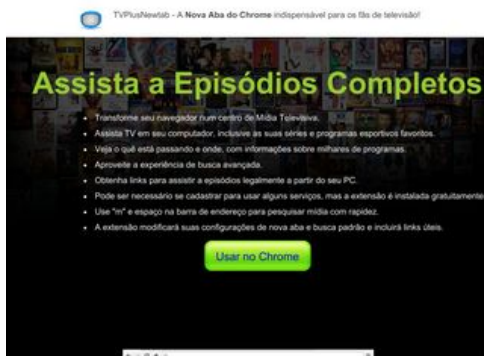 TVPlusNewtab - A Nova Aba do Chrome indispensável para os fãs de televisão!
Assista a Episódios Completos
Transforme seu navegador num centro de Mídia Televisiva.
Assista TV em seu computador, inclusive as suas séries e programas esportivos favoritos.
Veja o quê está passando e onde, com informações sobre milhares de programas.
Aproveite a experiência de busca avançada.
Obtenha links para assistir a episódios legalmente a partir do seu PC.
Pode ser necessário se cadastrar para usar alguns serviços, mas a extensão é instalada gratuitamente
Use "m" e espaço na barra de endereço para pesquisar mídia com rapidez.
A extensão modificará suas configurações de nova aba e busca padrão e incluirá links úteis.
Usar no Chrome